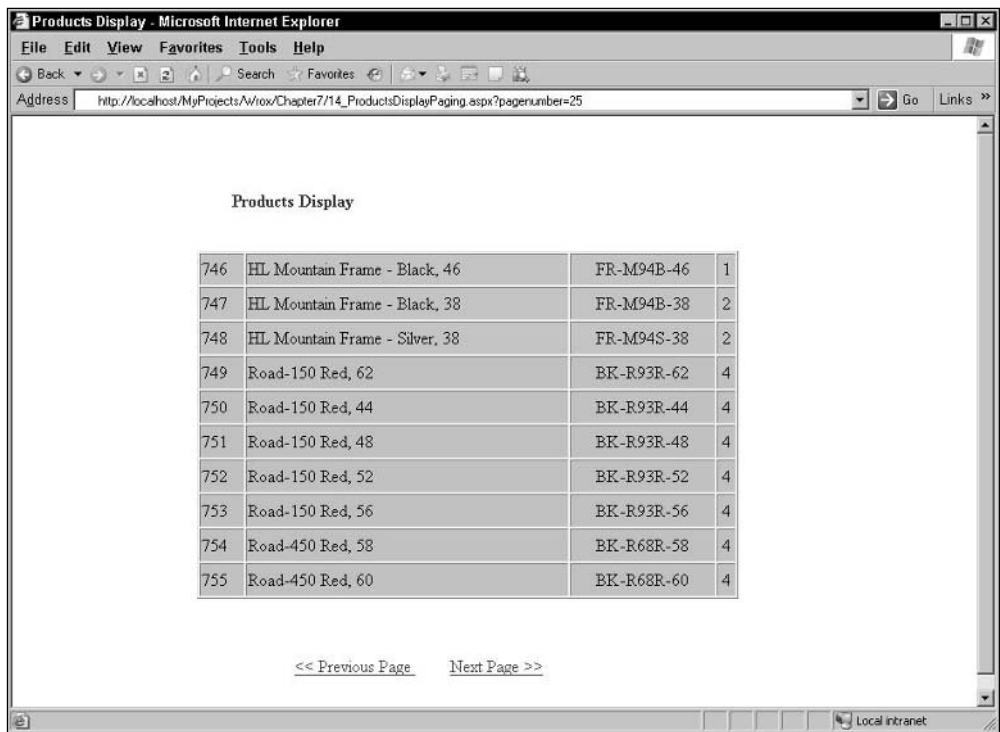 Products Display - Microsoft Internet Explorer
File Edit View Favorites Tools Help
Back Search Favorites
Address http://localhost/MyProjects/Wrox/Chapter7/14_ProductsDisplayPaging.aspx?pagenumber=25 Go Links »
Products Display
746 HL Mountain Frame - Black, 46 FR-M94B-46 1
747 HL Mountain Frame - Black, 38 FR-M94B-38 2
748 HL Mountain Frame - Silver, 38 FR-M94S-38 2
749 Road-150 Red, 62 BK-R93R-62 4
750 Road-150 Red, 44 BK-R93R-44 4
751 Road-150 Red, 48 BK-R93R-48 4
752 Road-150 Red, 52 BK-R93R-52 4
753 Road-150 Red, 56 BK-R93R-56 4
754 Road-450 Red, 58 BK-R68R-58 4
755 Road-450 Red, 60 BK-R68R-60 4
<< Previous Page Next Page >>
Local intranet